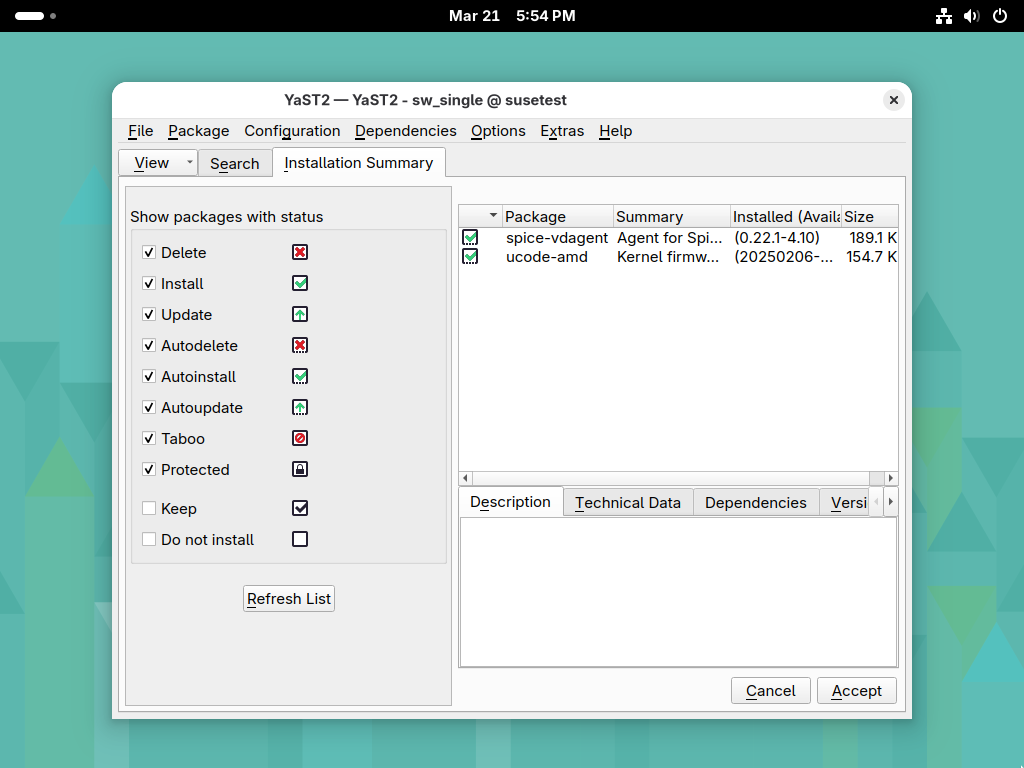 Mar 21 5:54 PM
YaST2 — YaST2 - sw_single @ susetest
File Package Configuration Dependencies Options Extras Help
View Search Installation Summary
Show packages with status
Delete
Install
Update
Autodelete
Autoinstall
Autoupdate
Taboo
Protected
Keep
Do not install
Refresh List
Package Summary Installed (Availa Size
spice-vdagent Agent for Spi... (0.22.1-4.10) 189.1 K
ucode-amd Kernel firmw... (20250206-... 154.7 K
Description Technical Data Dependencies Versi
Cancel Accept